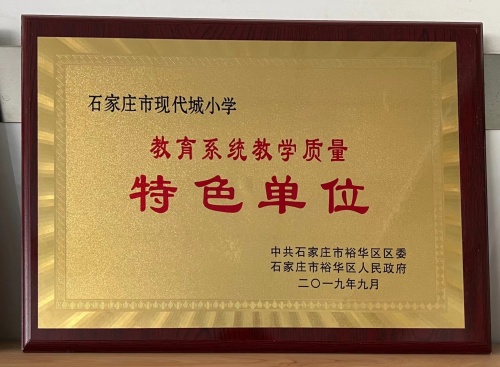 石家庄市现代城小学
教育系统教学质量
特色单位
中共石家庄市裕华区区委
石家庄市裕华区人民政府
二〇一九年九月